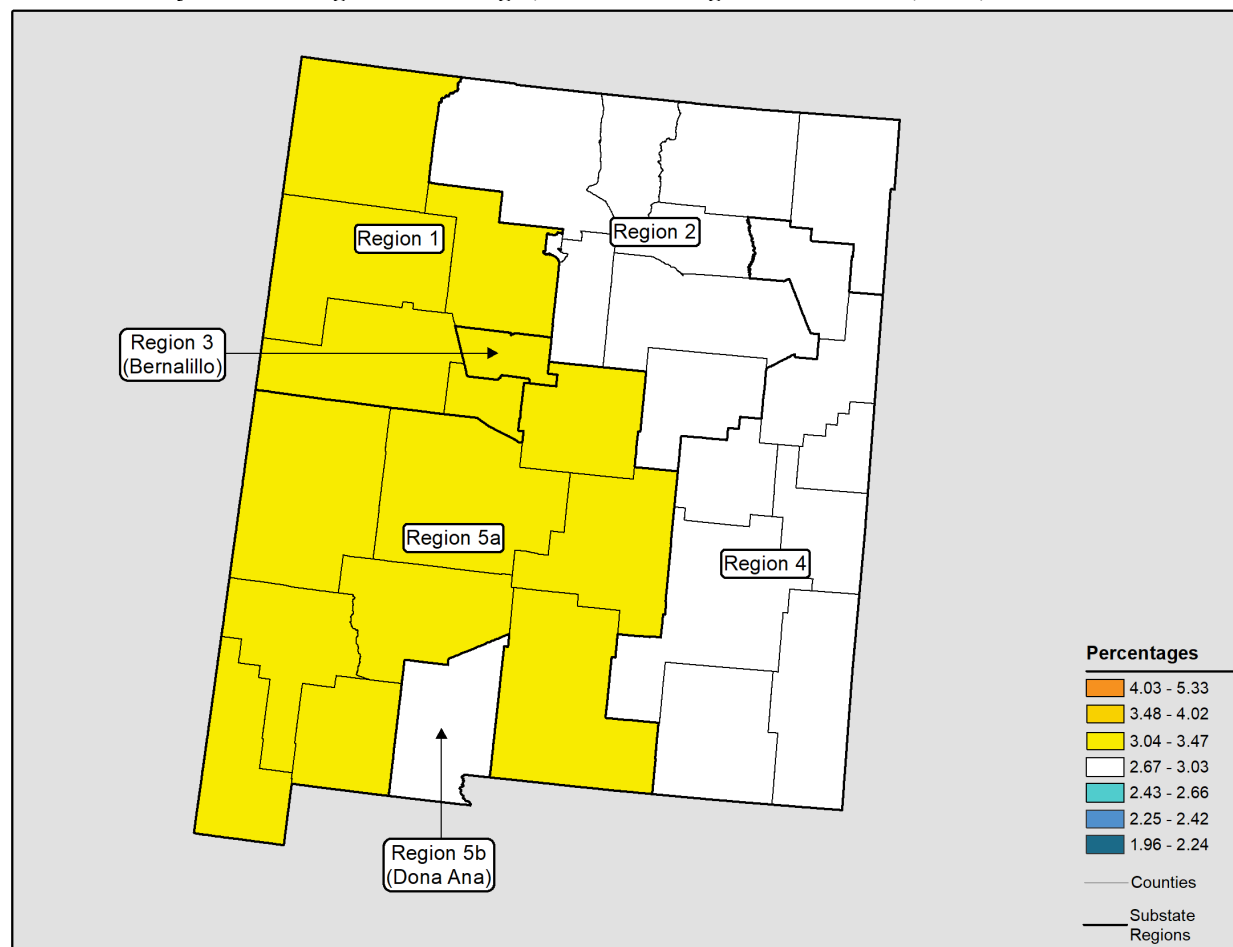 Region 1
Region 2
Region 3
(Bernalillo)
Region 5a
Region 4
Region 5b
(Dona Ana)
Percentages
4.03 - 5.33
3.48 - 4.02
3.04 - 3.47
2.67 - 3.03
2.43 - 2.66
2.25 - 2.42
1.96 - 2.24
Counties
Substate
Regions